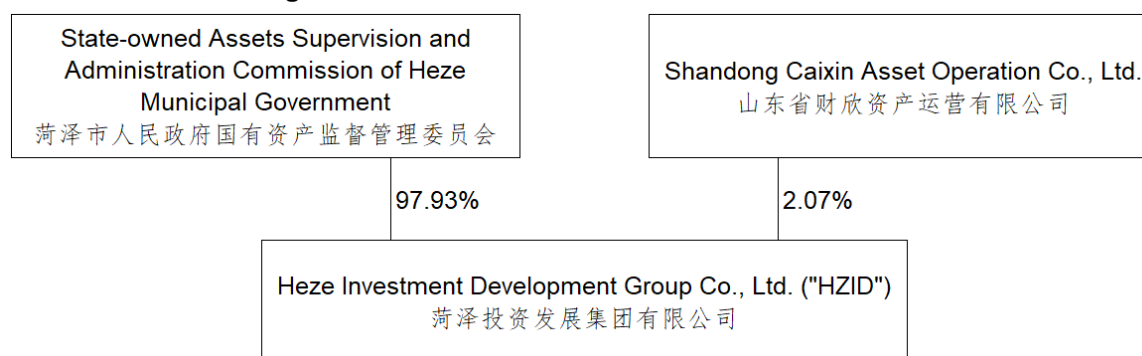 State-owned Assets Supervision and
Administration Commission of Heze
Municipal Government
菏泽市人民政府国有资产监督管理委员会
Shandong Caixin Asset Operation Co., Ltd.
山东省财欣资产运营有限公司
97.93%
2.07%
Heze Investment Development Group Co., Ltd. ("HZID")
菏泽投资发展集团有限公司